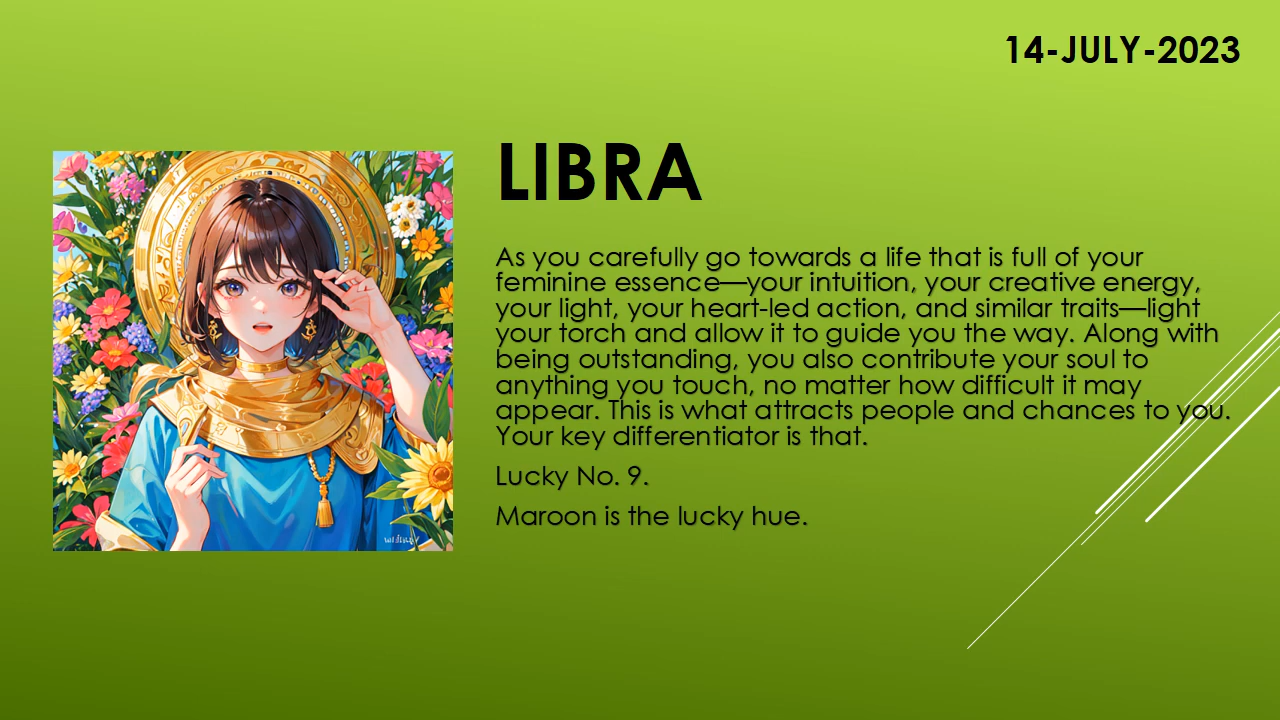 14-JULY-2023
LIBRA
As you carefully go towards a life that is full of your
feminine essence—your intuition, your creative energy,
your light, your heart-led action, and similar traits—light
your torch and allow it to guide you the way. Along with
being outstanding, you also contribute your soul to
anything you touch, no matter how difficult it may
appear. This is what attracts people and chances to you.
Your key differentiator is that.
Lucky No. 9.
Maroon is the lucky hue.